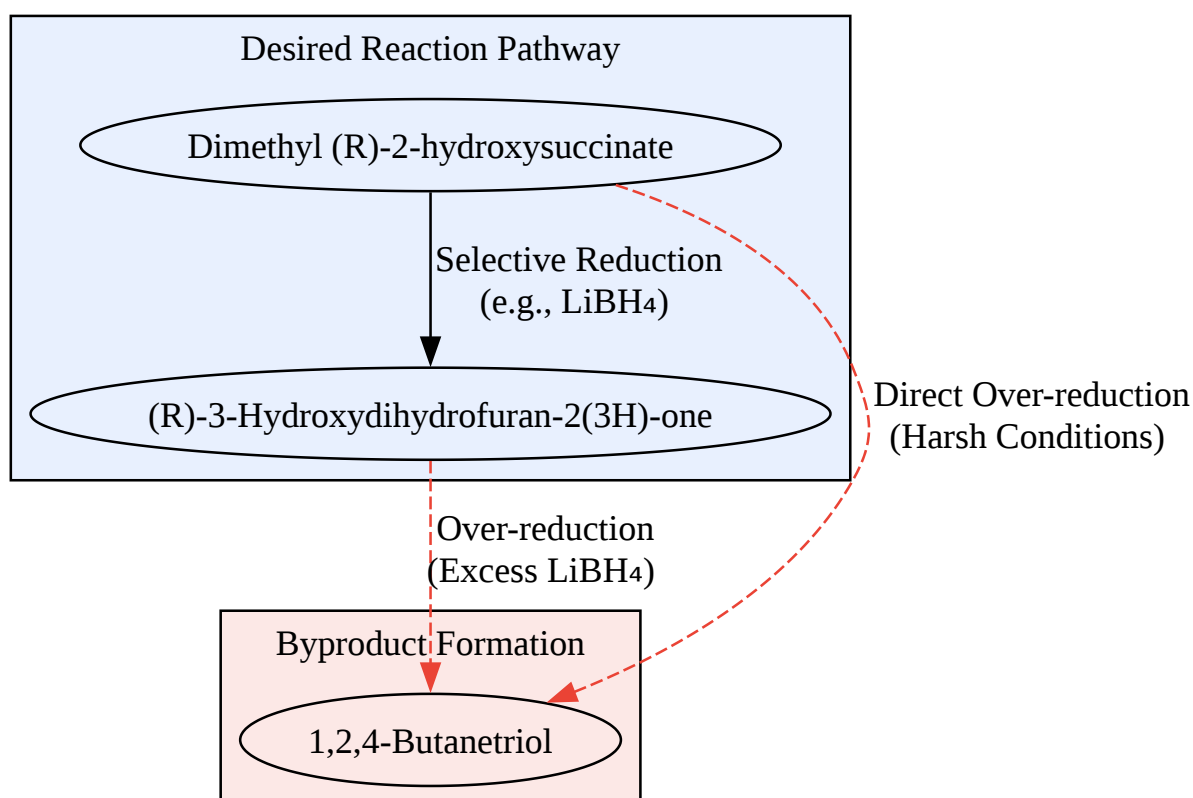 Desired Reaction Pathway
Dimethyl (R)-2-hydroxysuccinate
Selective Reduction
(e.g., LiBH₄)
(R)-3-Hydroxydihydrofuran-2(3H)-one
Direct Over-reduction
(Harsh Conditions)
Over-reduction
(Excess LiBH₄)
Byproduct Formation
1,2,4-Butanetriol